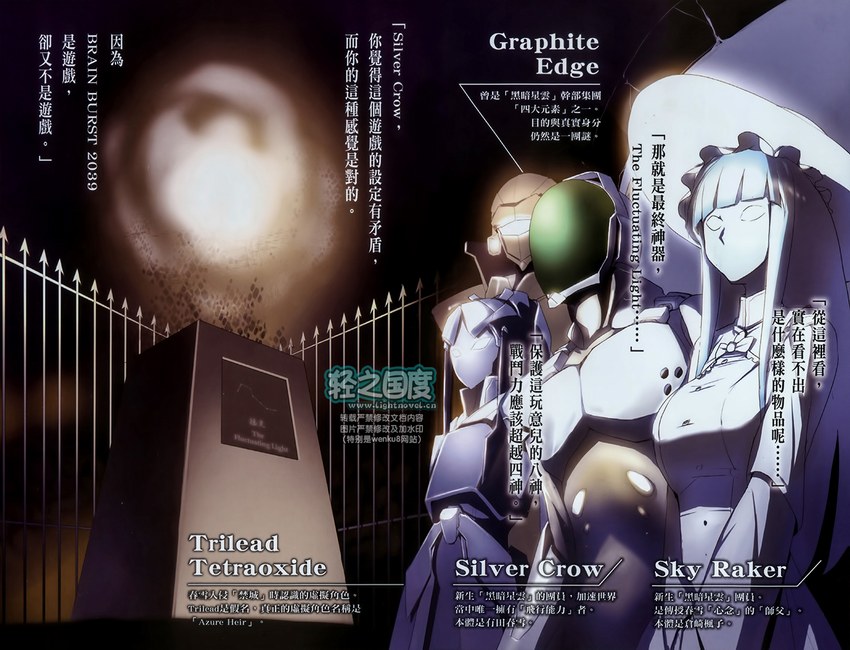 Graphite
Edge
曾是「黑暗星雲」幹部集團
「四大元素」之一。
目的與真實身分
仍然是一團謎。
「從這裡看，
實在看不出
是什麼樣的物品呢……」
「那就是最終神器，
The Fluctuating Light……」
「保護這玩意兒的八神，
戰鬥力應該超越四神。」
「Silver Crow，
你覺得這個遊戲的設定有矛盾，
而你的這種感覺是對的。
因為
BRAIN BURST 2039
是遊戲，
卻又不是遊戲。」
轻之国度
www.lightnovel.cn
转载严禁修改文档内容
图片严禁修改及加水印
(特别是wenku8网站)
The
Fluctuating Light
Trilead
Tetraoxide
春雪入侵「禁城」時認識的虛擬角色。
Trilead是假名。真正的虛擬角色名稱是
「Azure Heir」。
Silver Crow
新生「黑暗星雲」的團員，加速世界
當中唯一擁有「飛行能力」者。
本體是有田春雪。
Sky Raker
新生「黑暗星雲」團員。
是傳授春雪「心念」的「師父」。
本體是倉崎楓子。